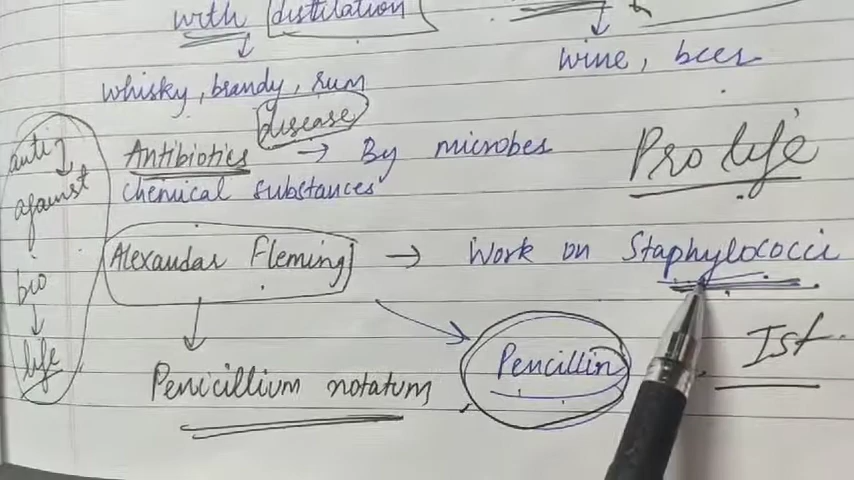 with distilation
whisky, brandy, rum
wine, beer
disease
Antibiotics → By microbes
chemical substances
Pro life
anti
against
bio
life
Alexandar Fleming → Work on Staphylococci
Penicillium notatum
Pencillin
Ist